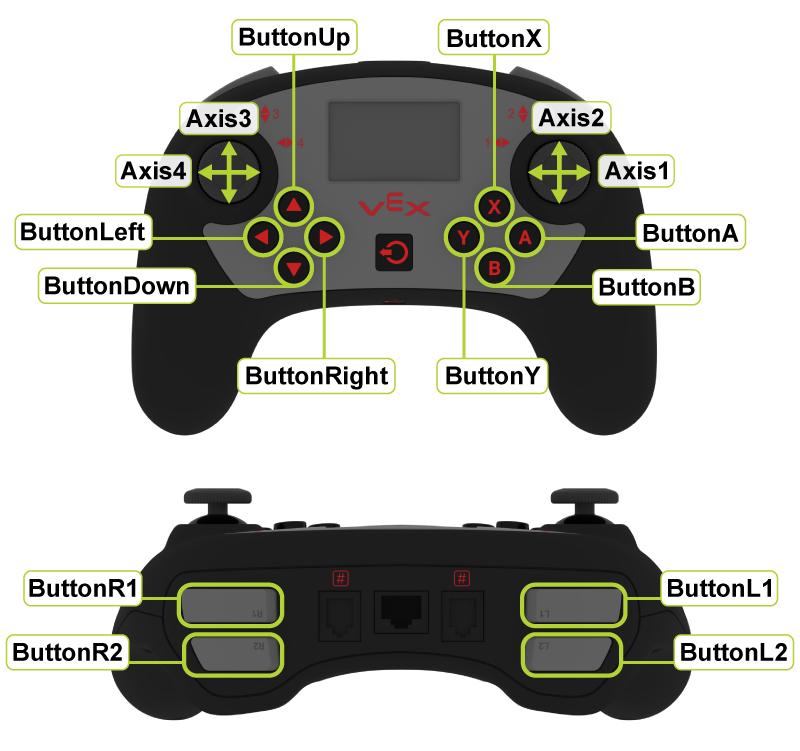 ButtonUp
ButtonX
Axis3
3
2
Axis2
4
1
Axis4
Axis1
VEX
X
ButtonLeft
Y
A
ButtonA
B
ButtonDown
ButtonB
ButtonRight
ButtonY
#
#
ButtonR1
R1
L1
ButtonL1
ButtonR2
R2
L2
ButtonL2